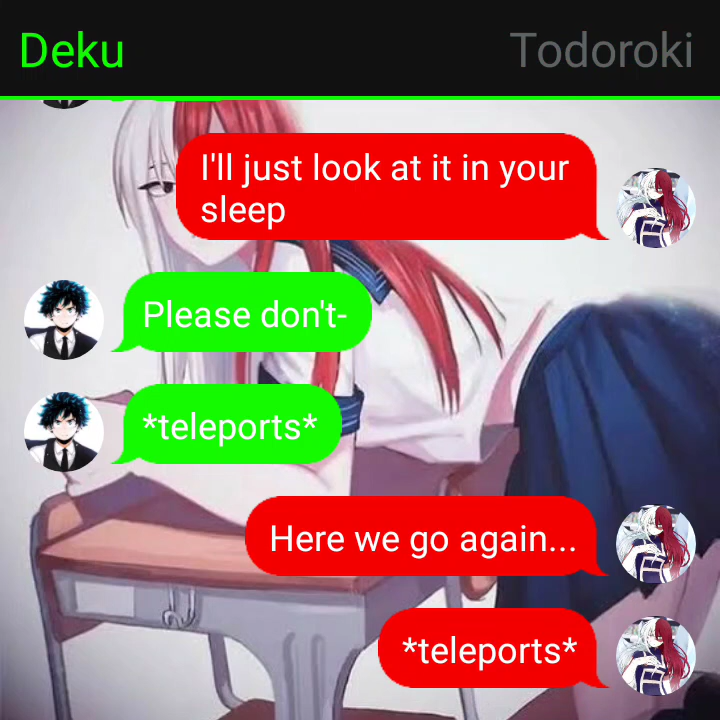 Deku
Todoroki
I'll just look at it in your
sleep
Please don't-
*teleports*
Here we go again...
*teleports*